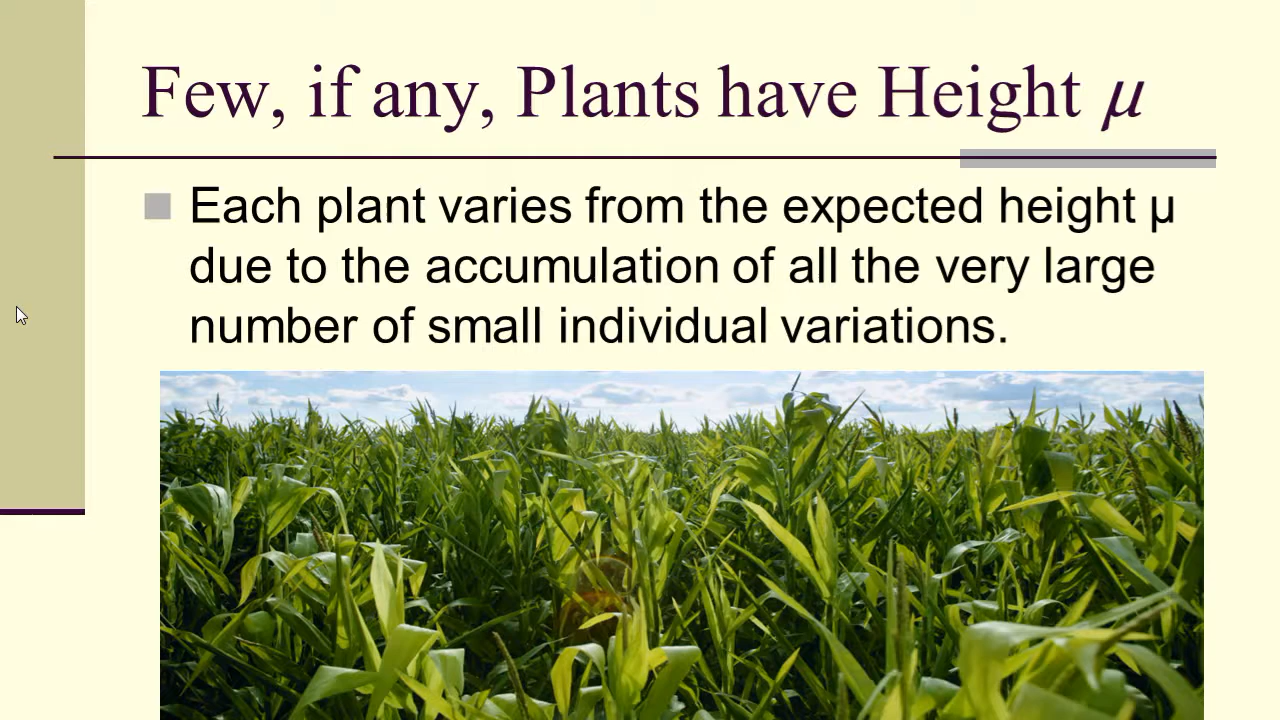 Few, if any, Plants have Height μ
Each plant varies from the expected height μ
due to the accumulation of all the very large
number of small individual variations.